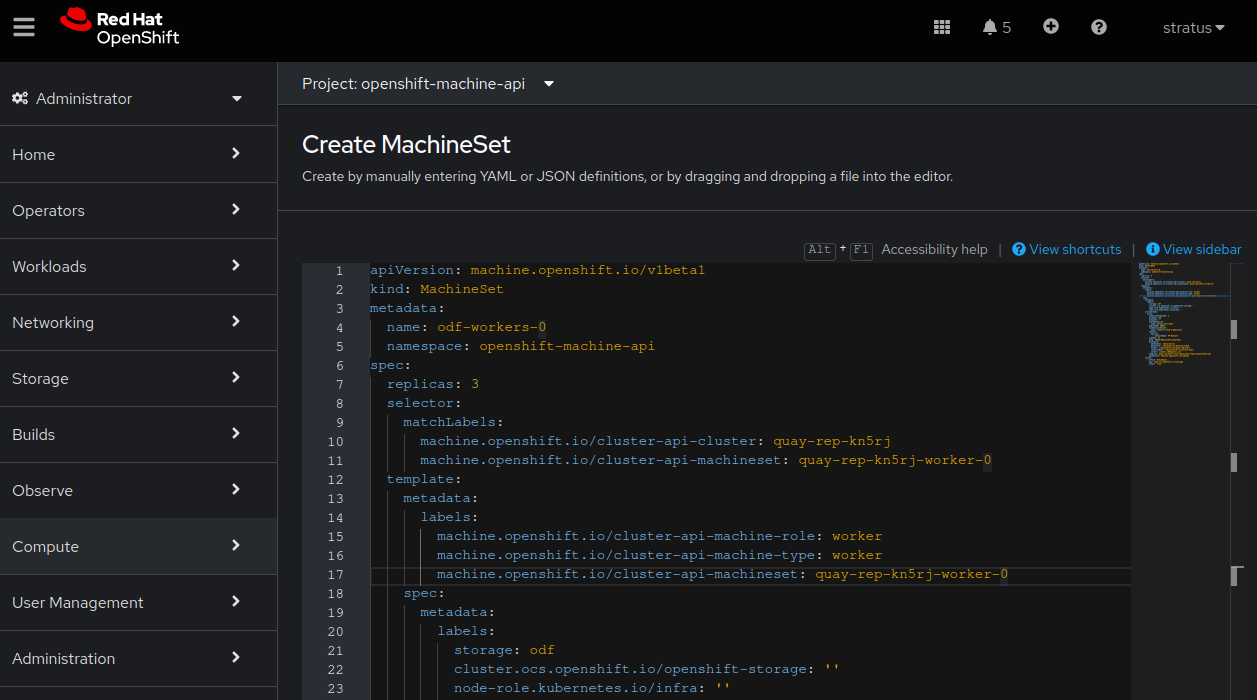 Red Hat
OpenShift
5
stratus
Administrator
Home
Operators
Workloads
Networking
Storage
Builds
Observe
Compute
User Management
Administration
Project: openshift-machine-api
Create MachineSet
Create by manually entering YAML or JSON definitions, or by dragging and dropping a file into the editor.
Alt + F1 Accessibility help | View shortcuts | View sidebar
1 apiVersion: machine.openshift.io/v1beta1
2 kind: MachineSet
3 metadata:
4 name: odf-workers-0
5 namespace: openshift-machine-api
6 spec:
7 replicas: 3
8 selector:
9 matchLabels:
10 machine.openshift.io/cluster-api-cluster: quay-rep-kn5rj
11 machine.openshift.io/cluster-api-machineset: quay-rep-kn5rj-worker-0
12 template:
13 metadata:
14 labels:
15 machine.openshift.io/cluster-api-machine-role: worker
16 machine.openshift.io/cluster-api-machine-type: worker
17 machine.openshift.io/cluster-api-machineset: quay-rep-kn5rj-worker-0
18 spec:
19 metadata:
20 labels:
21 storage: odf
22 cluster.ocs.openshift.io/openshift-storage: ''
23 node-role.kubernetes.io/infra: ''